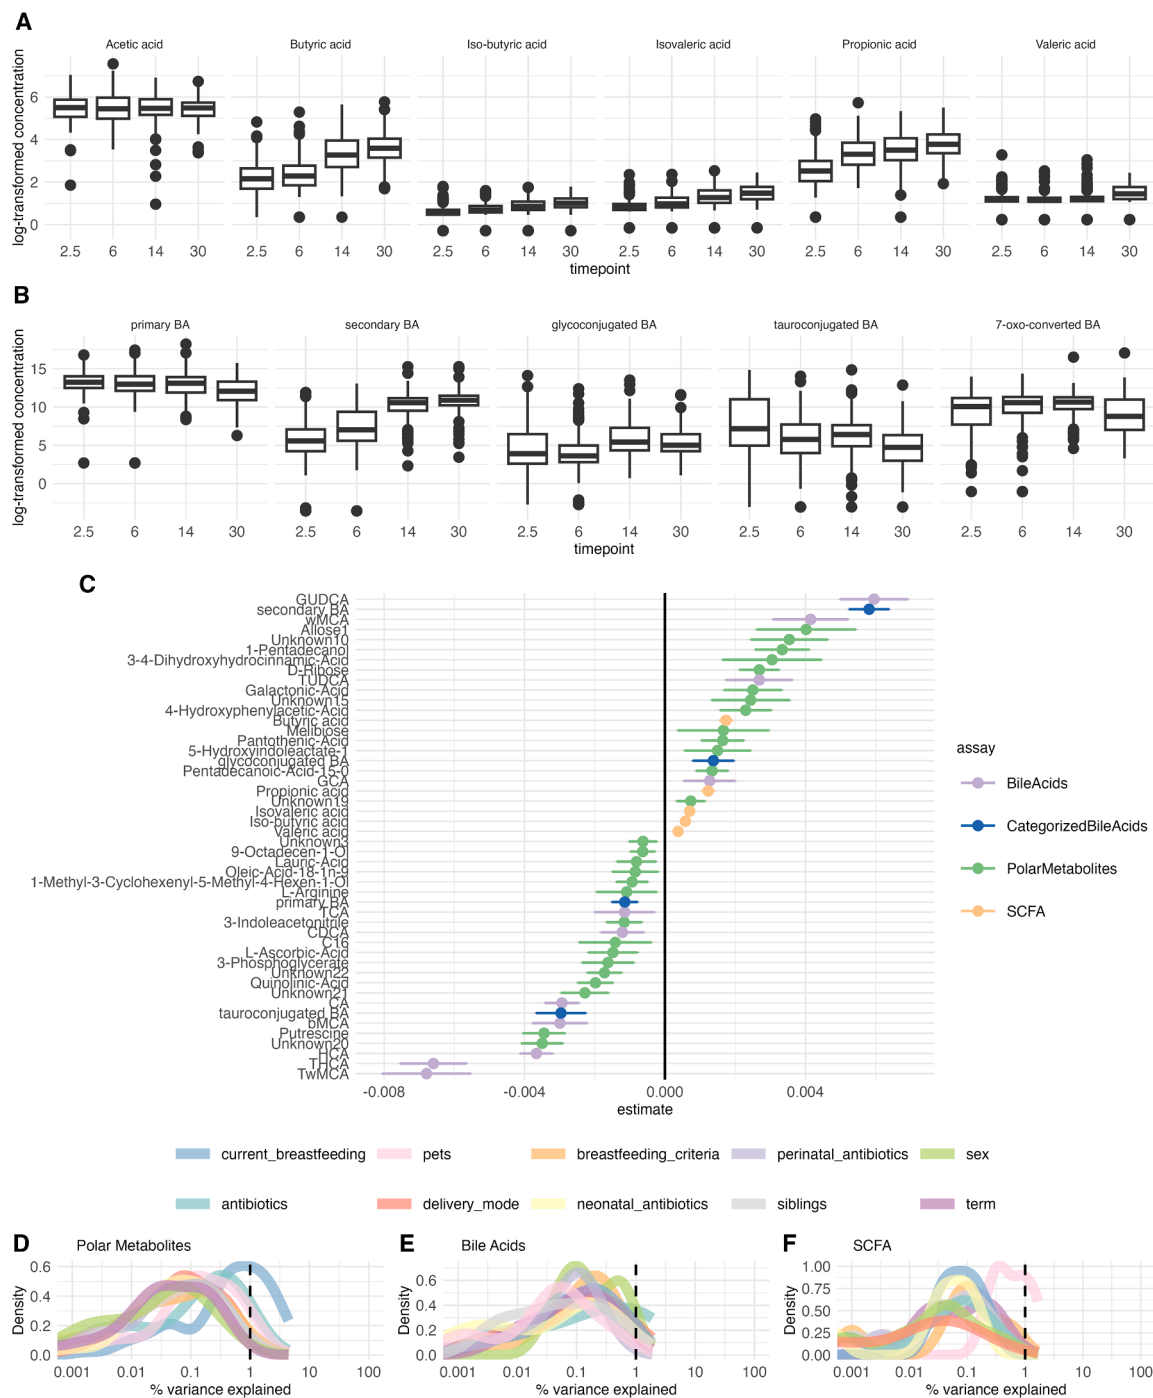 A
Acetic acid
Butyric acid
Iso-butyric acid
Isovaleric acid
Propionic acid
Valeric acid
log-transformed concentration
6
4
2
0
2.5 6 14 30
2.5 6 14 30
2.5 6 14 30
2.5 6 14 30
2.5 6 14 30
2.5 6 14 30
timepoint
B
primary BA
secondary BA
glycoconjugated BA
tauroconjugated BA
7-oxo-converted BA
log-transformed concentration
15
10
5
0
2.5 6 14 30
2.5 6 14 30
2.5 6 14 30
2.5 6 14 30
2.5 6 14 30
timepoint
C
GUDCA
secondary BA
wMCA
Allose1
Unknown10
1-Pentadecanol
3-4-Dihydroxyhydrocinnamic-Acid
D-Ribose
TUDCA
Galactonic-Acid
Unknown15
4-Hydroxyphenylacetic-Acid
Butyric acid
Melibiose
Pantothenic-Acid
5-Hydroxyindoleactate-1
glycoconjugated BA
Pentadecanoic-Acid-15-0
GCA
Propionic acid
Unknown19
Isovaleric acid
Iso-butyric acid
Valeric acid
Unknown3
9-Octadecen-1-Ol
Lauric-Acid
Oleic-Acid-18-1n-9
1-Methyl-3-Cyclohexenyl-5-Methyl-4-Hexen-1-Ol
L-Arginine
primary BA
TCA
3-Indoleacetonitrile
CDCA
C16
L-Ascorbic-Acid
3-Phosphoglycerate
Unknown22
Quinolinic-Acid
Unknown21
CA
tauroconjugated BA
bMCA
Putrescine
Unknown20
HCA
THCA
TwMCA
-0.008 -0.004 0.000 0.004
estimate
assay
BileAcids
CategorizedBileAcids
PolarMetabolites
SCFA
current_breastfeeding pets breastfeeding_criteria perinatal_antibiotics sex
antibiotics delivery_mode neonatal_antibiotics siblings term
D
Polar Metabolites
Density
0.6
0.4
0.2
0.0
0.001 0.1 1 10 100
% variance explained
E
Bile Acids
Density
0.6
0.4
0.2
0.0
0.001 0.1 1 10 100
% variance explained
F
SCFA
Density
1.00
0.75
0.50
0.25
0.00
0.001 0.01 0.1 1 10 100
% variance explained